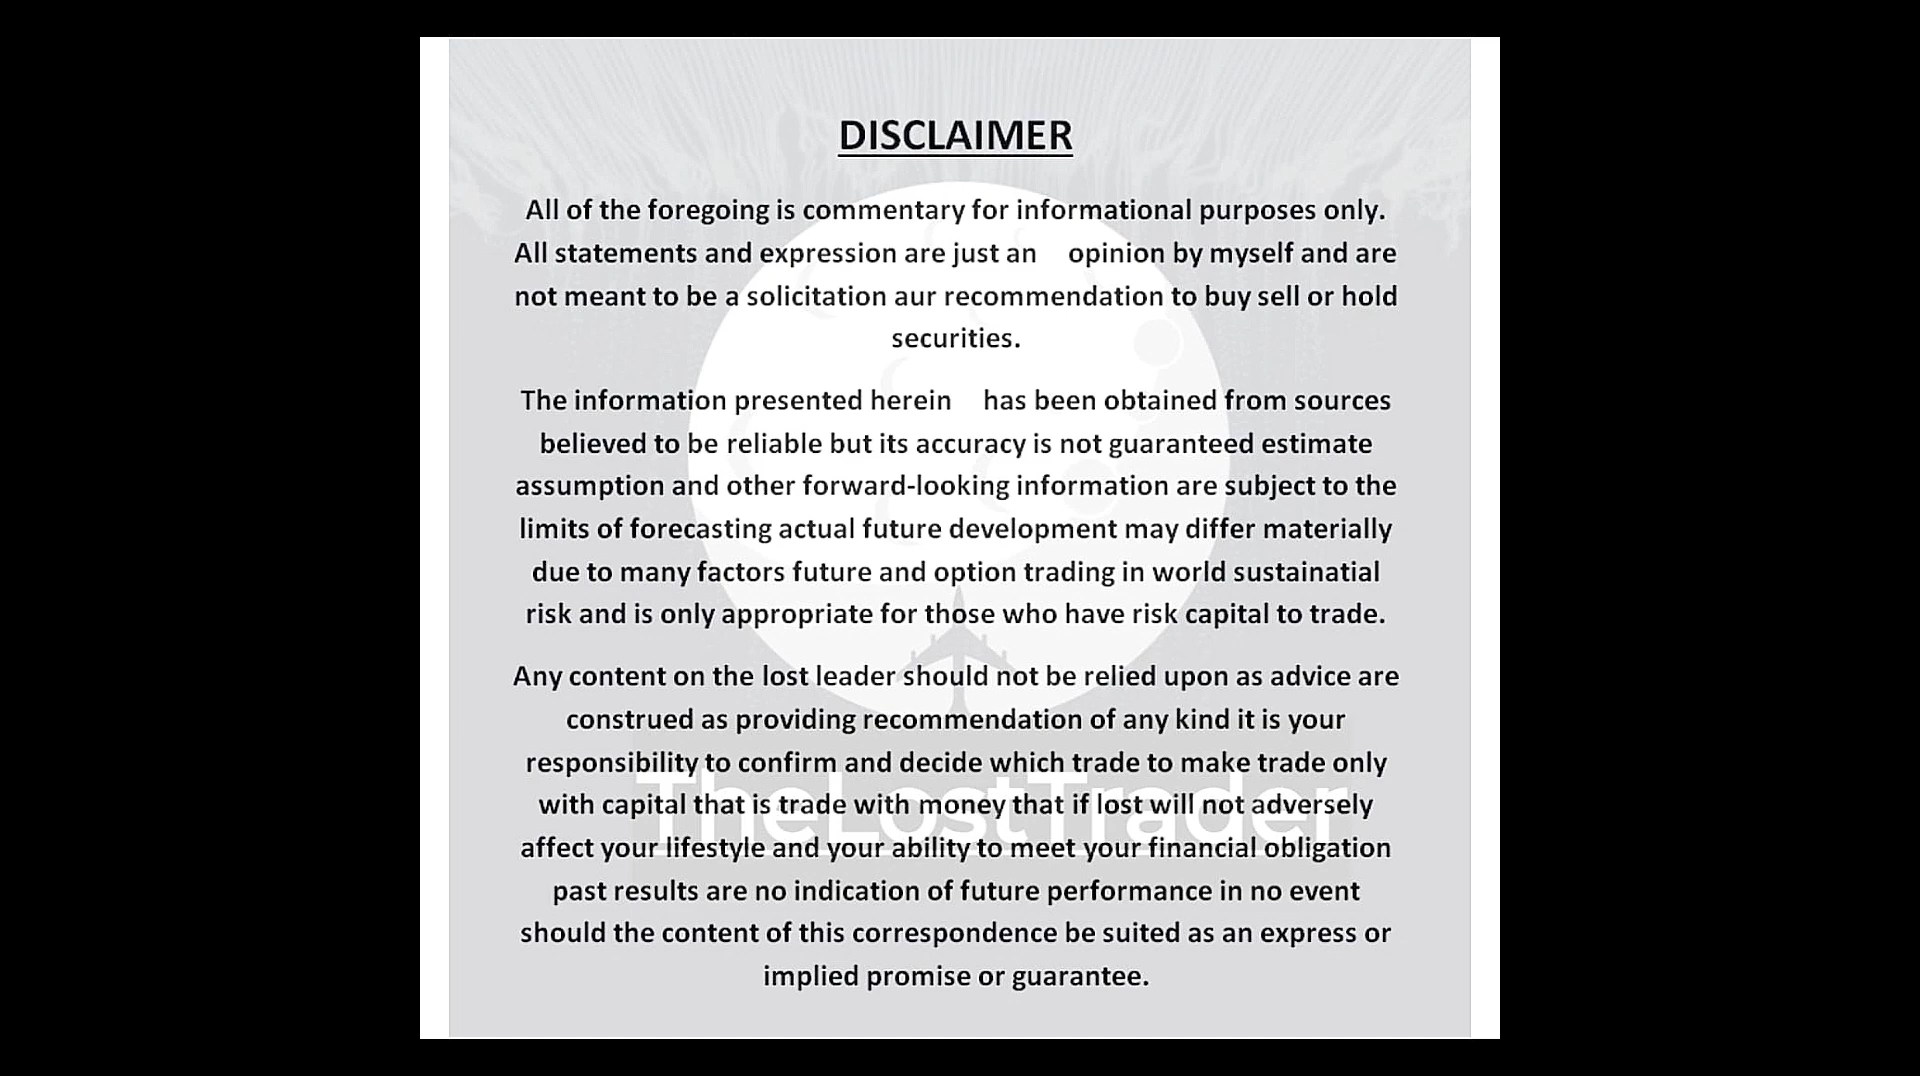 DISCLAIMER
All of the foregoing is commentary for informational purposes only.
All statements and expression are just an opinion by myself and are
not meant to be a solicitation aur recommendation to buy sell or hold
securities.
The information presented herein has been obtained from sources
believed to be reliable but its accuracy is not guaranteed estimate
assumption and other forward-looking information are subject to the
limits of forecasting actual future development may differ materially
due to many factors future and option trading in world sustainatial
risk and is only appropriate for those who have risk capital to trade.
Any content on the lost leader should not be relied upon as advice are
construed as providing recommendation of any kind it is your
responsibility to confirm and decide which trade to make trade only
with capital that is trade with money that if lost will not adversely
affect your lifestyle and your ability to meet your financial obligation
past results are no indication of future performance in no event
should the content of this correspondence be suited as an express or
implied promise or guarantee.
TheLostTrader